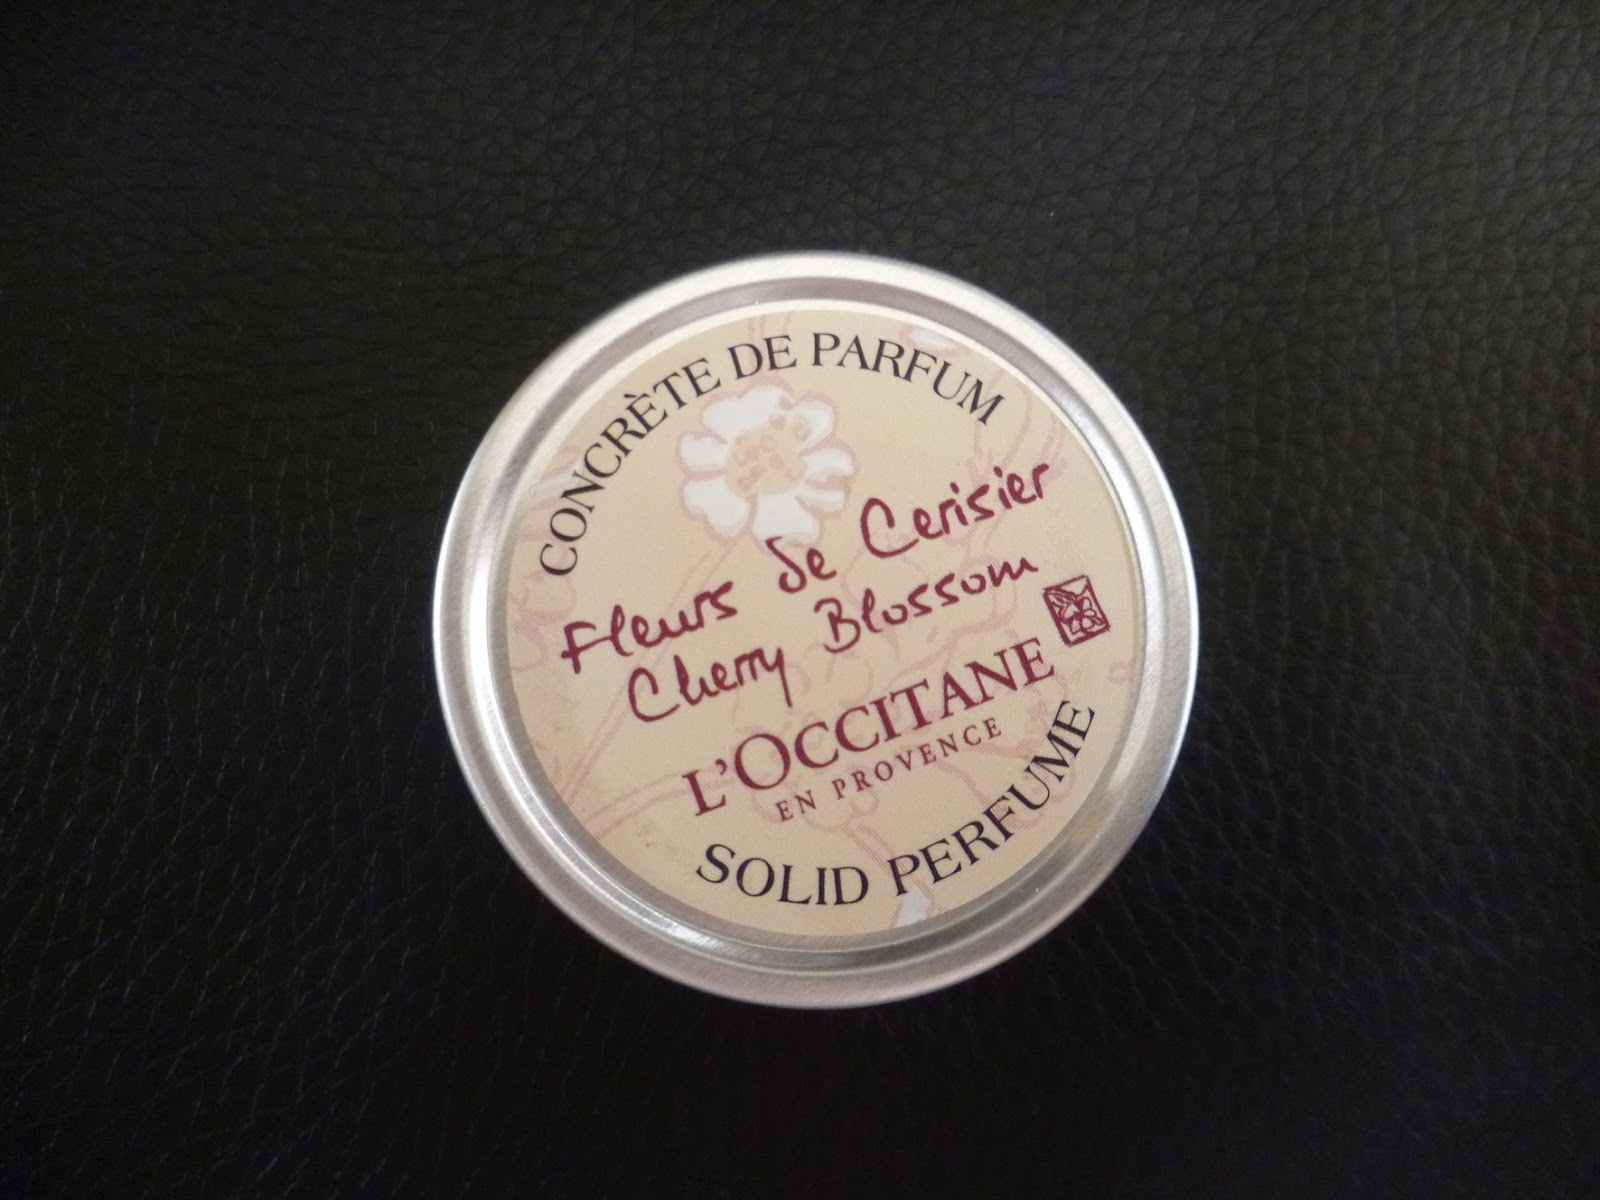 CONCRÈTE DE PARFUM
Fleurs de Cerisier
Cherry Blossom
L'OCCITANE
EN PROVENCE
SOLID PERFUME